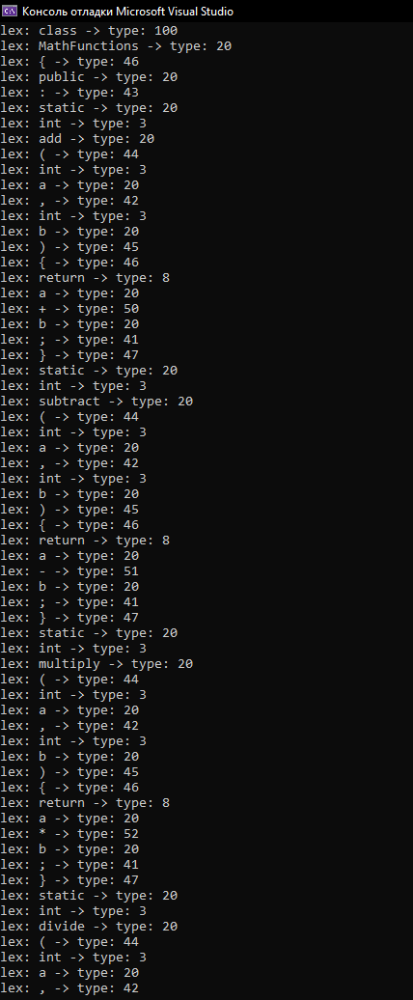 Консоль отладки Microsoft Visual Studio
lex: class -> type: 100
lex: MathFunctions -> type: 20
lex: { -> type: 46
lex: public -> type: 20
lex: : -> type: 43
lex: static -> type: 20
lex: int -> type: 3
lex: add -> type: 20
lex: ( -> type: 44
lex: int -> type: 3
lex: a -> type: 20
lex: , -> type: 42
lex: int -> type: 3
lex: b -> type: 20
lex: ) -> type: 45
lex: { -> type: 46
lex: return -> type: 8
lex: a -> type: 20
lex: + -> type: 50
lex: b -> type: 20
lex: ; -> type: 41
lex: } -> type: 47
lex: static -> type: 20
lex: int -> type: 3
lex: subtract -> type: 20
lex: ( -> type: 44
lex: int -> type: 3
lex: a -> type: 20
lex: , -> type: 42
lex: int -> type: 3
lex: b -> type: 20
lex: ) -> type: 45
lex: { -> type: 46
lex: return -> type: 8
lex: a -> type: 20
lex: - -> type: 51
lex: b -> type: 20
lex: ; -> type: 41
lex: } -> type: 47
lex: static -> type: 20
lex: int -> type: 3
lex: multiply -> type: 20
lex: ( -> type: 44
lex: int -> type: 3
lex: a -> type: 20
lex: , -> type: 42
lex: int -> type: 3
lex: b -> type: 20
lex: ) -> type: 45
lex: { -> type: 46
lex: return -> type: 8
lex: a -> type: 20
lex: * -> type: 52
lex: b -> type: 20
lex: ; -> type: 41
lex: } -> type: 47
lex: static -> type: 20
lex: int -> type: 3
lex: divide -> type: 20
lex: ( -> type: 44
lex: int -> type: 3
lex: a -> type: 20
lex: , -> type: 42